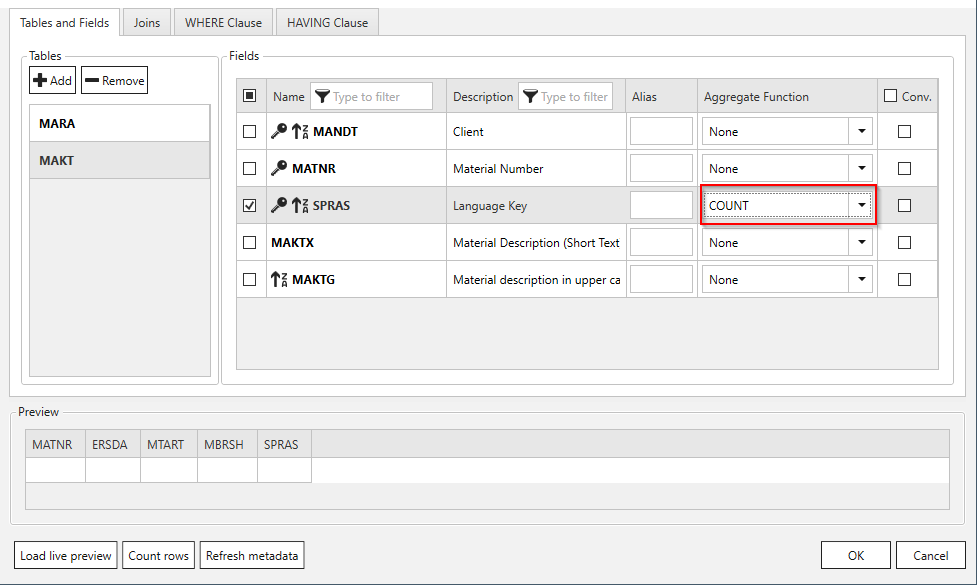 Tables and Fields Joins WHERE Clause HAVING Clause
Tables
Add Remove
MARA
MAKT
Fields
Name Type to filter Description Type to filter Alias Aggregate Function Conv.
MANDT Client None
MATNR Material Number None
SPRAS Language Key COUNT
MAKTX Material Description (Short Text None
MAKTG Material description in upper ca None
Preview
MATNR ERSDA MTART MBRSH SPRAS
Load live preview Count rows Refresh metadata OK Cancel